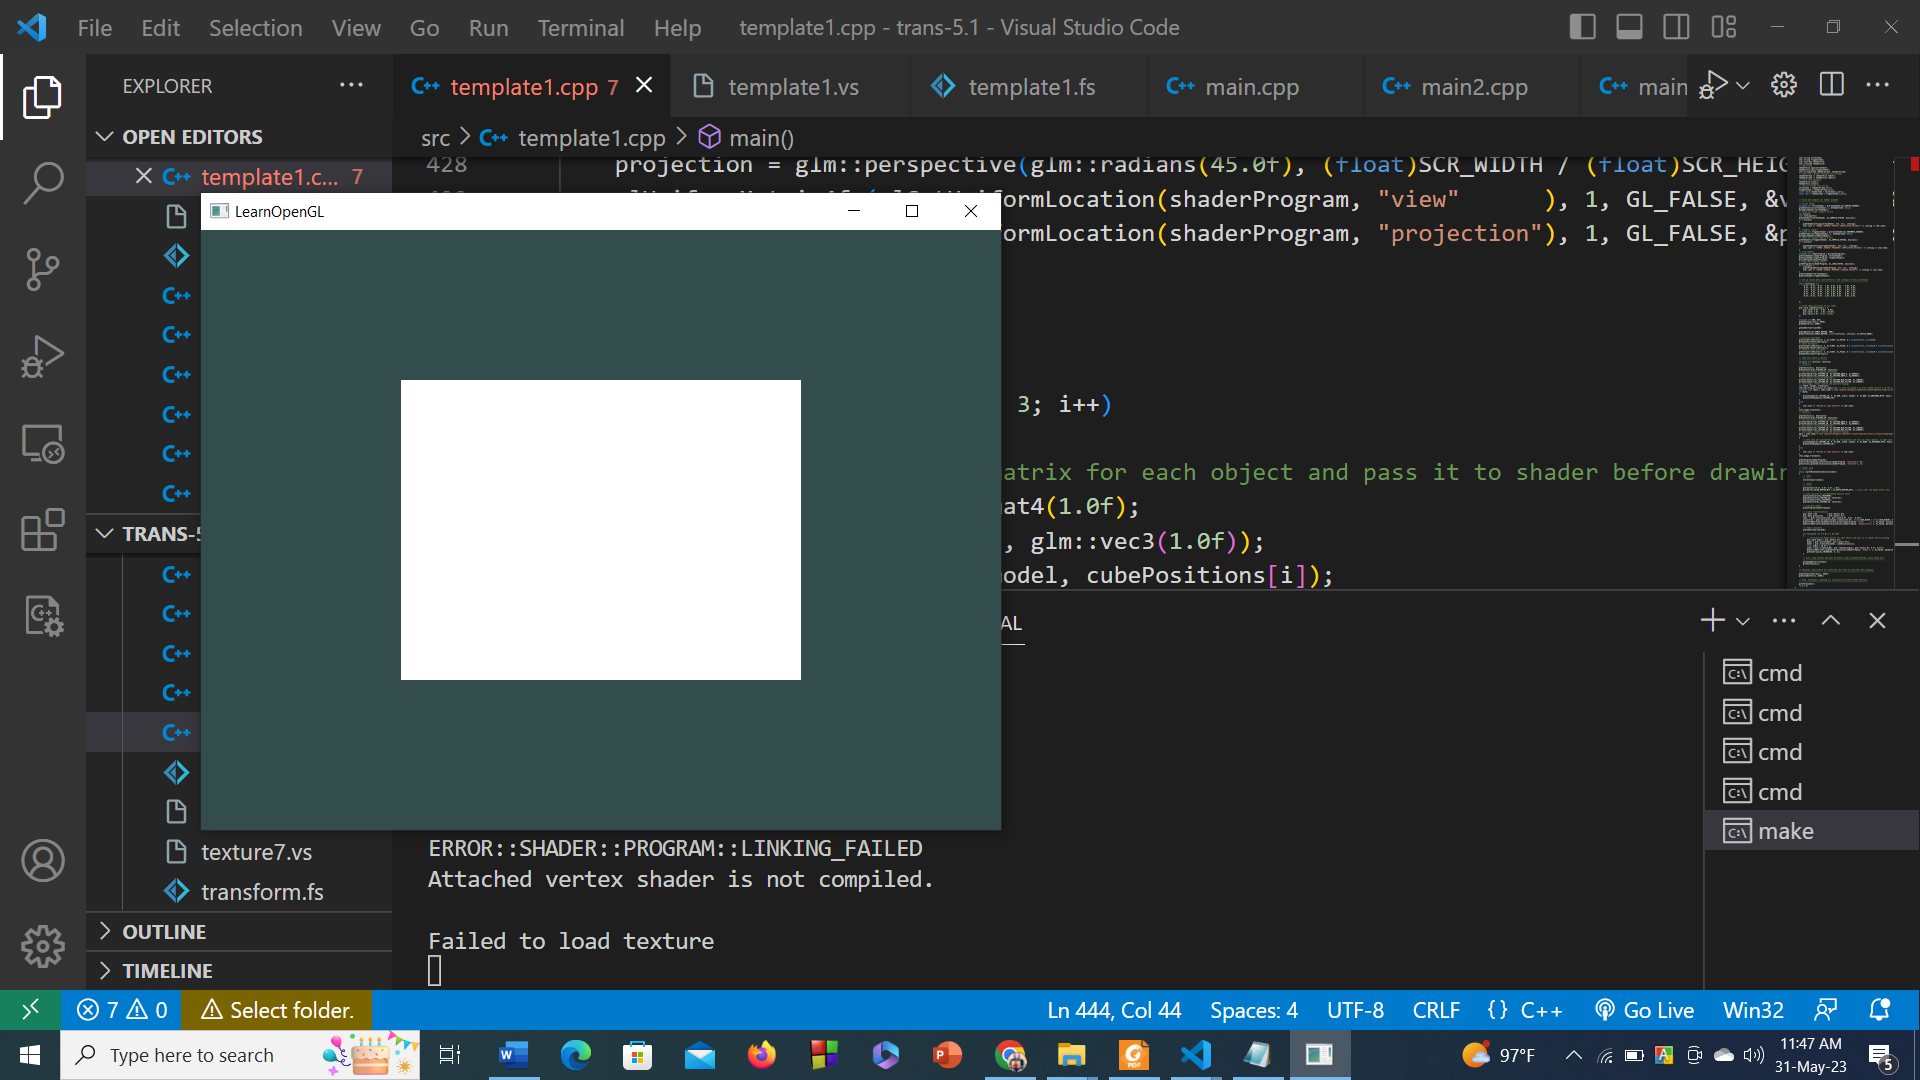 File Edit Selection View Go Run Terminal Help template1.cpp - trans-5.1 - Visual Studio Code
EXPLORER
template1.cpp 7
template1.vs
template1.fs
main.cpp
main2.cpp
main
OPEN EDITORS
src > template1.cpp > main()
template1.c... 7
428 projection = glm::perspective(glm::radians(45.0f), (float)SCR_WIDTH / (float)SCR_HEIG
LearnOpenGL
ormLocation(shaderProgram, "view" ), 1, GL_FALSE, &v
ormLocation(shaderProgram, "projection"), 1, GL_FALSE, &p
3; i++)
atrix for each object and pass it to shader before drawin
at4(1.0f);
, glm::vec3(1.0f));
odel, cubePositions[i]);
TRANS-5
AL
cmd
cmd
cmd
cmd
make
ERROR::SHADER::PROGRAM::LINKING_FAILED
Attached vertex shader is not compiled.
Failed to load texture
texture7.vs
transform.fs
OUTLINE
TIMELINE
7 0 Select folder. Ln 444, Col 44 Spaces: 4 UTF-8 CRLF {} C++ Go Live Win32
Type here to search
97°F
11:47 AM
31-May-23
5